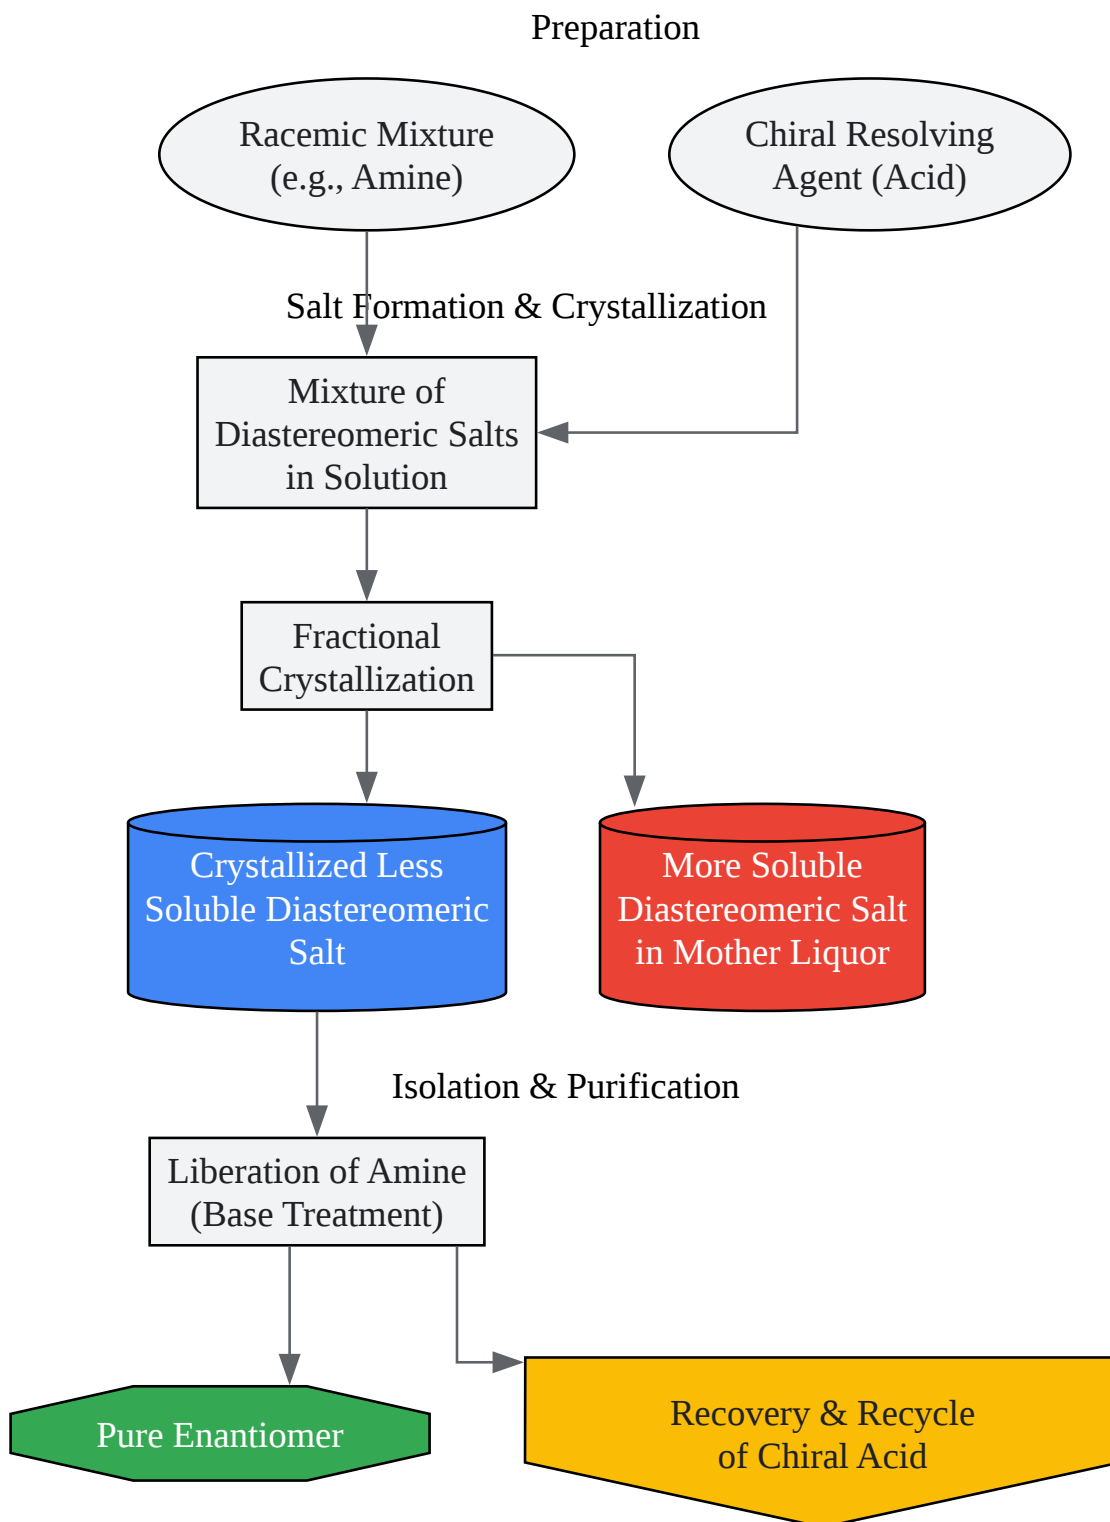 Preparation
Racemic Mixture
(e.g., Amine)
Chiral Resolving
Agent (Acid)
Salt Formation & Crystallization
Mixture of
Diastereomeric Salts
in Solution
Fractional
Crystallization
Crystallized Less
Soluble Diastereomeric
Salt
More Soluble
Diastereomeric Salt
in Mother Liquor
Isolation & Purification
Liberation of Amine
(Base Treatment)
Pure Enantiomer
Recovery & Recycle
of Chiral Acid